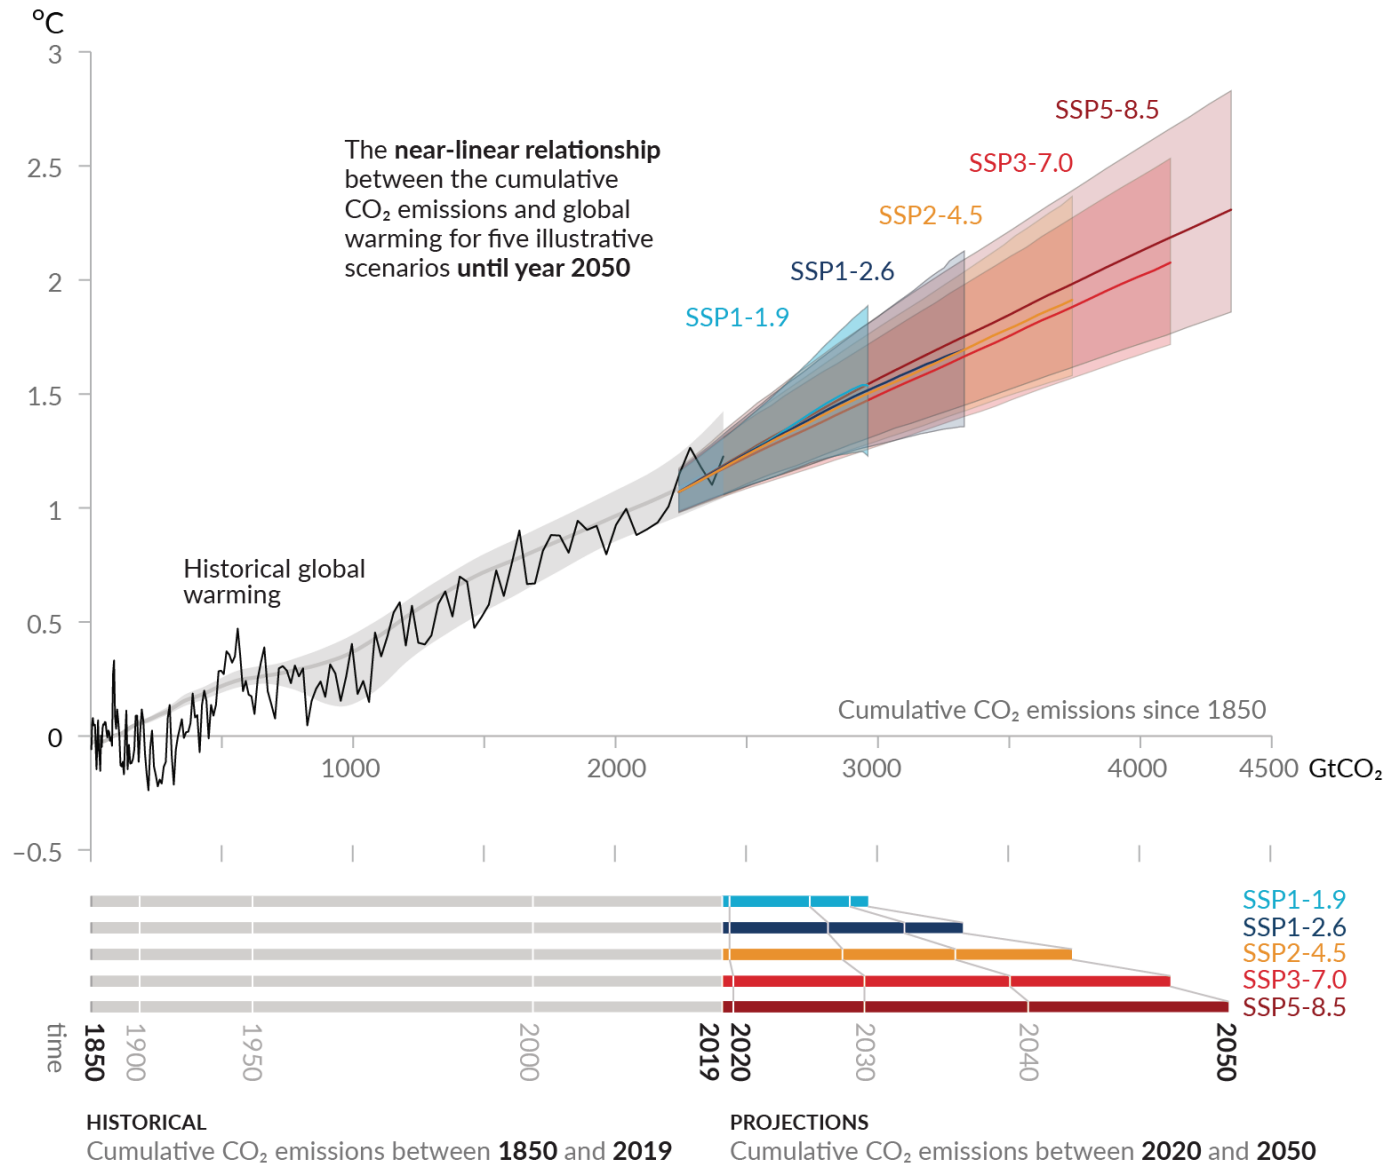 °C
3
2.5
2
1.5
1
0.5
0
−0.5
The near-linear relationship
between the cumulative
CO₂ emissions and global
warming for five illustrative
scenarios until year 2050
SSP5-8.5
SSP3-7.0
SSP2-4.5
SSP1-2.6
SSP1-1.9
Historical global
warming
Cumulative CO₂ emissions since 1850
1000 2000 3000 4000 4500 GtCO₂
SSP1-1.9
SSP1-2.6
SSP2-4.5
SSP3-7.0
SSP5-8.5
time 1850 1900 1950 2000 2019 2020 2030 2040 2050
HISTORICAL
Cumulative CO₂ emissions between 1850 and 2019
PROJECTIONS
Cumulative CO₂ emissions between 2020 and 2050